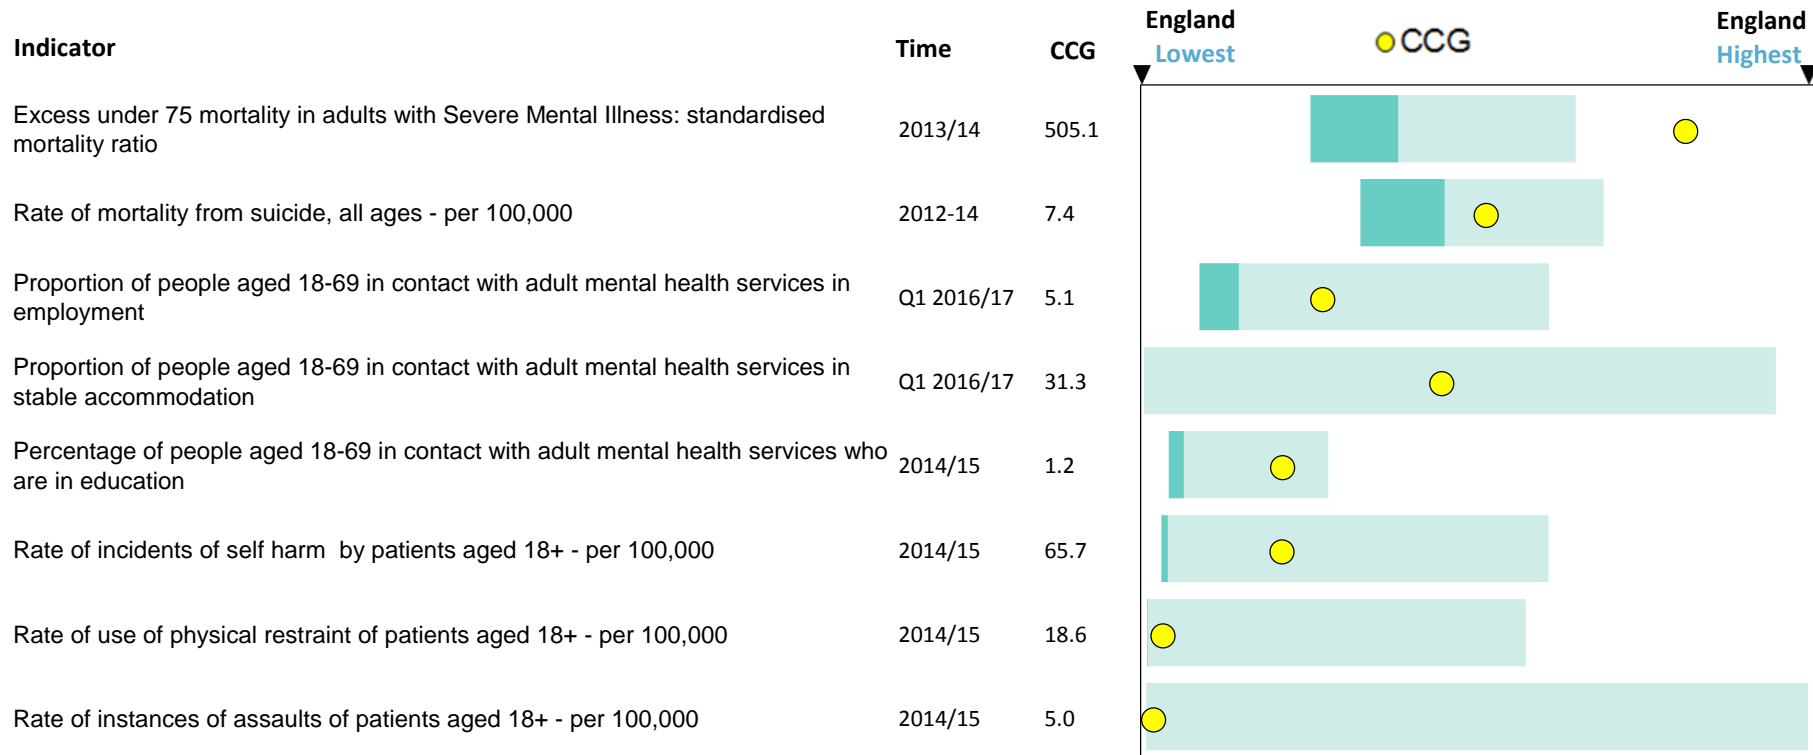 Indicator Time CCG England Lowest CCG England Highest
Excess under 75 mortality in adults with Severe Mental Illness: standardised
mortality ratio
2013/14 505.1
Rate of mortality from suicide, all ages - per 100,000 2012-14 7.4
Proportion of people aged 18-69 in contact with adult mental health services in
employment
Q1 2016/17 5.1
Proportion of people aged 18-69 in contact with adult mental health services in
stable accommodation
Q1 2016/17 31.3
Percentage of people aged 18-69 in contact with adult mental health services who
are in education
2014/15 1.2
Rate of incidents of self harm  by patients aged 18+ - per 100,000 2014/15 65.7
Rate of use of physical restraint of patients aged 18+ - per 100,000 2014/15 18.6
Rate of instances of assaults of patients aged 18+ - per 100,000 2014/15 5.0